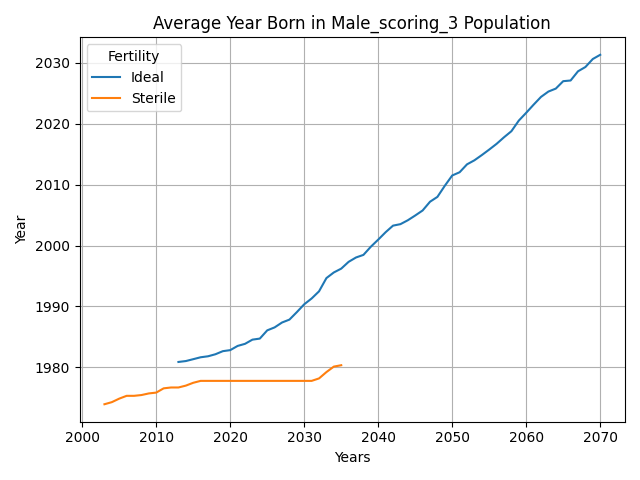 Average Year Born in Male_scoring_3 Population
Fertility
Ideal
Sterile
2030
2020
2010
2000
1990
1980
Year
2000 2010 2020 2030 2040 2050 2060 2070
Years